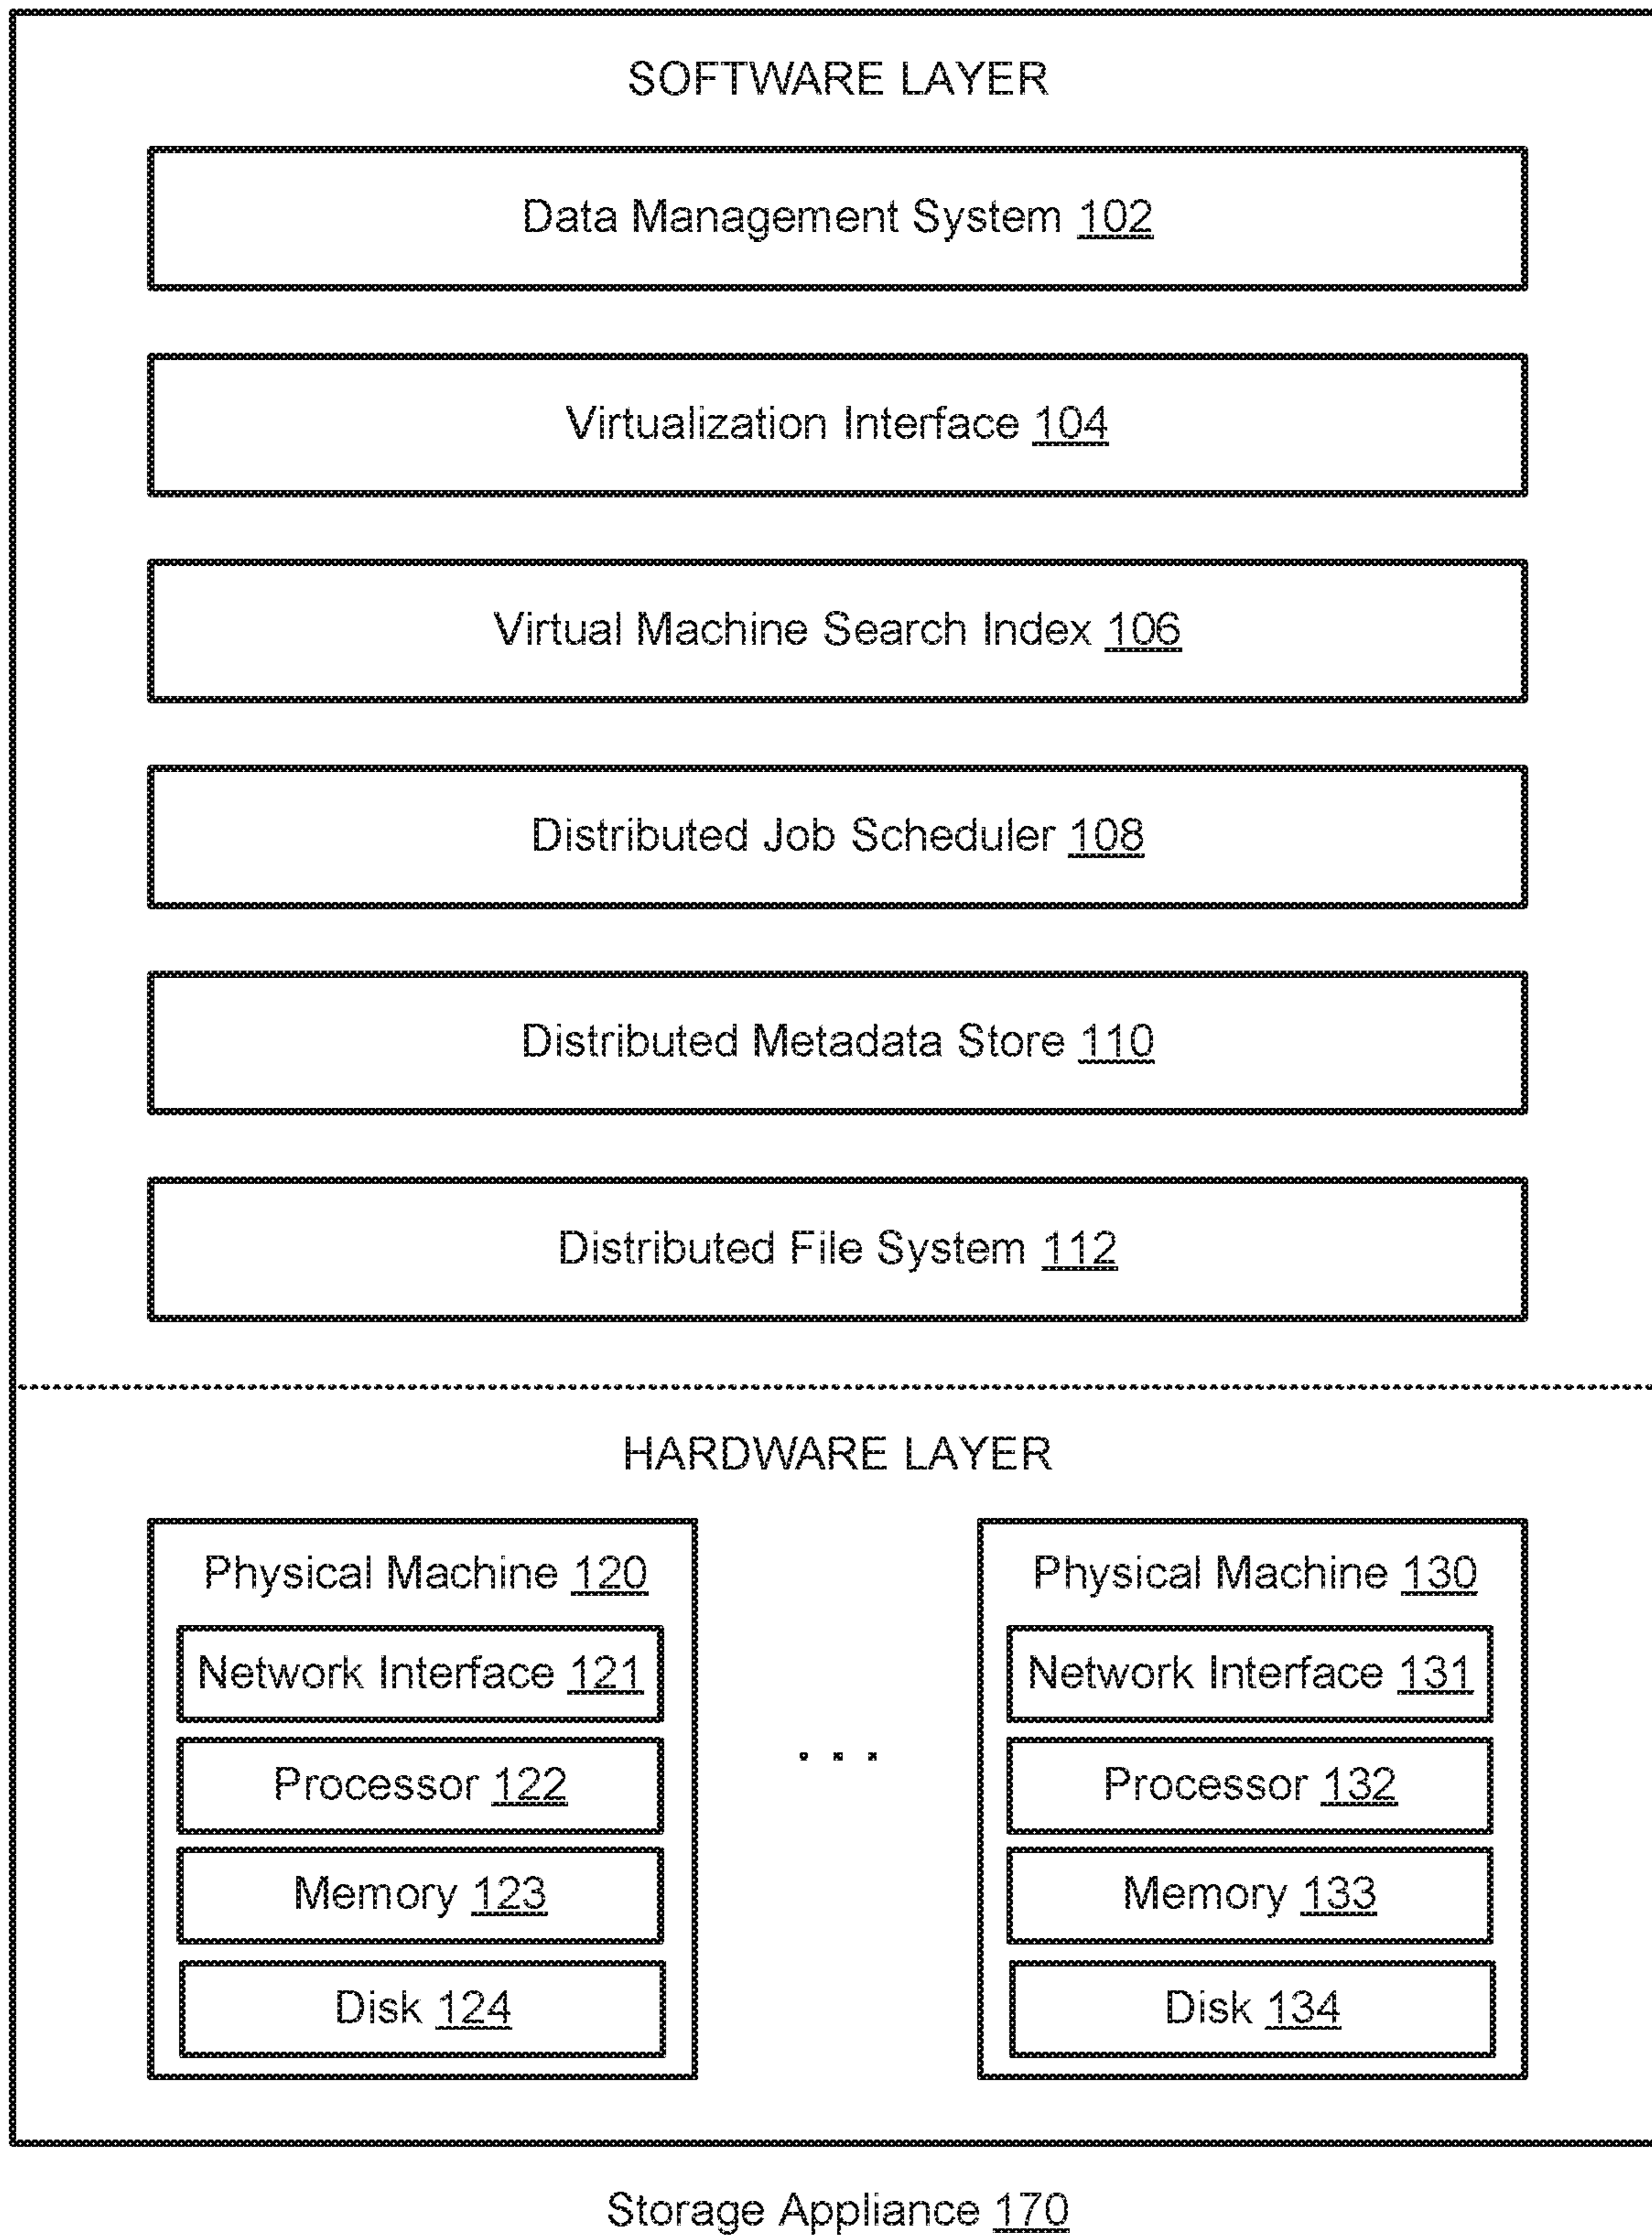 SOFTWARE LAYER
Data Management System 102
Virtualization Interface 104
Virtual Machine Search Index 106
Distributed Job Scheduler 108
Distributed Metadata Store 110
Distributed File System 112
HARDWARE LAYER
Physical Machine 120
Network Interface 121
Processor 122
Memory 123
Disk 124
. . .
Physical Machine 130
Network Interface 131
Processor 132
Memory 133
Disk 134
Storage Appliance 170